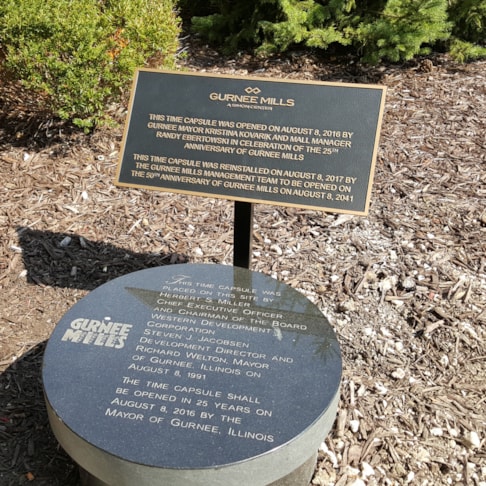 GURNEE MILLS
A SIMON CENTER
THIS TIME CAPSULE WAS OPENED ON AUGUST 8, 2016 BY
GURNEE MAYOR KRISTINA KOVARIK AND MALL MANAGER
RANDY EBERTOWSKI IN CELEBRATION OF THE 25TH
ANNIVERSARY OF GURNEE MILLS
THIS TIME CAPSULE WAS REINSTALLED ON AUGUST 8, 2017 BY
THE GURNEE MILLS MANAGEMENT TEAM TO BE OPENED ON
THE 50TH ANNIVERSARY OF GURNEE MILLS ON AUGUST 8, 2041
GURNEE
MILLS
This time capsule was
placed on this site by
Herbert S. Miller
Chief Executive Officer
and Chairman of the Board
Western Development
Corporation
Steven J. Jacobsen
Development Director and
Richard Welton, Mayor
of Gurnee, Illinois on
August 8, 1991
The time capsule shall
be opened in 25 years on
August 8, 2016 by the
Mayor of Gurnee, Illinois